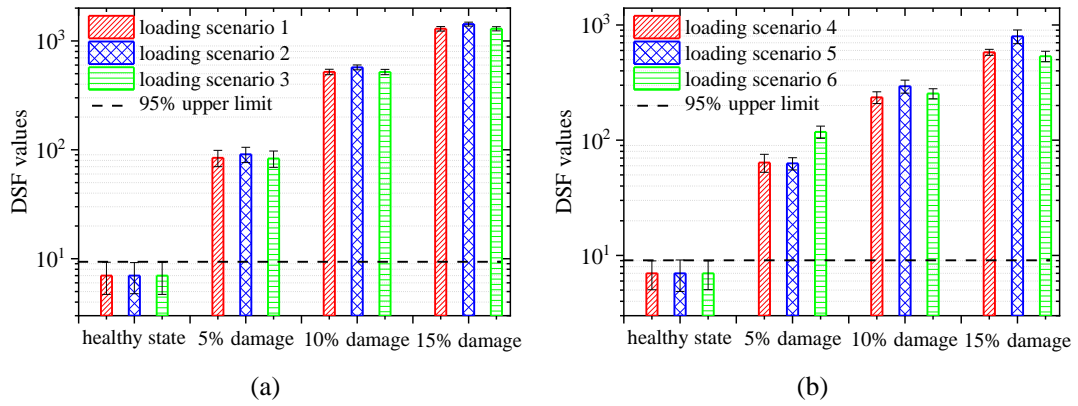 10³
10²
10¹
DSF values
loading scenario 1
loading scenario 2
loading scenario 3
95% upper limit
healthy state 5% damage 10% damage 15% damage
(a)
10³
10²
10¹
DSF values
loading scenario 4
loading scenario 5
loading scenario 6
95% upper limit
healthy state 5% damage 10% damage 15% damage
(b)